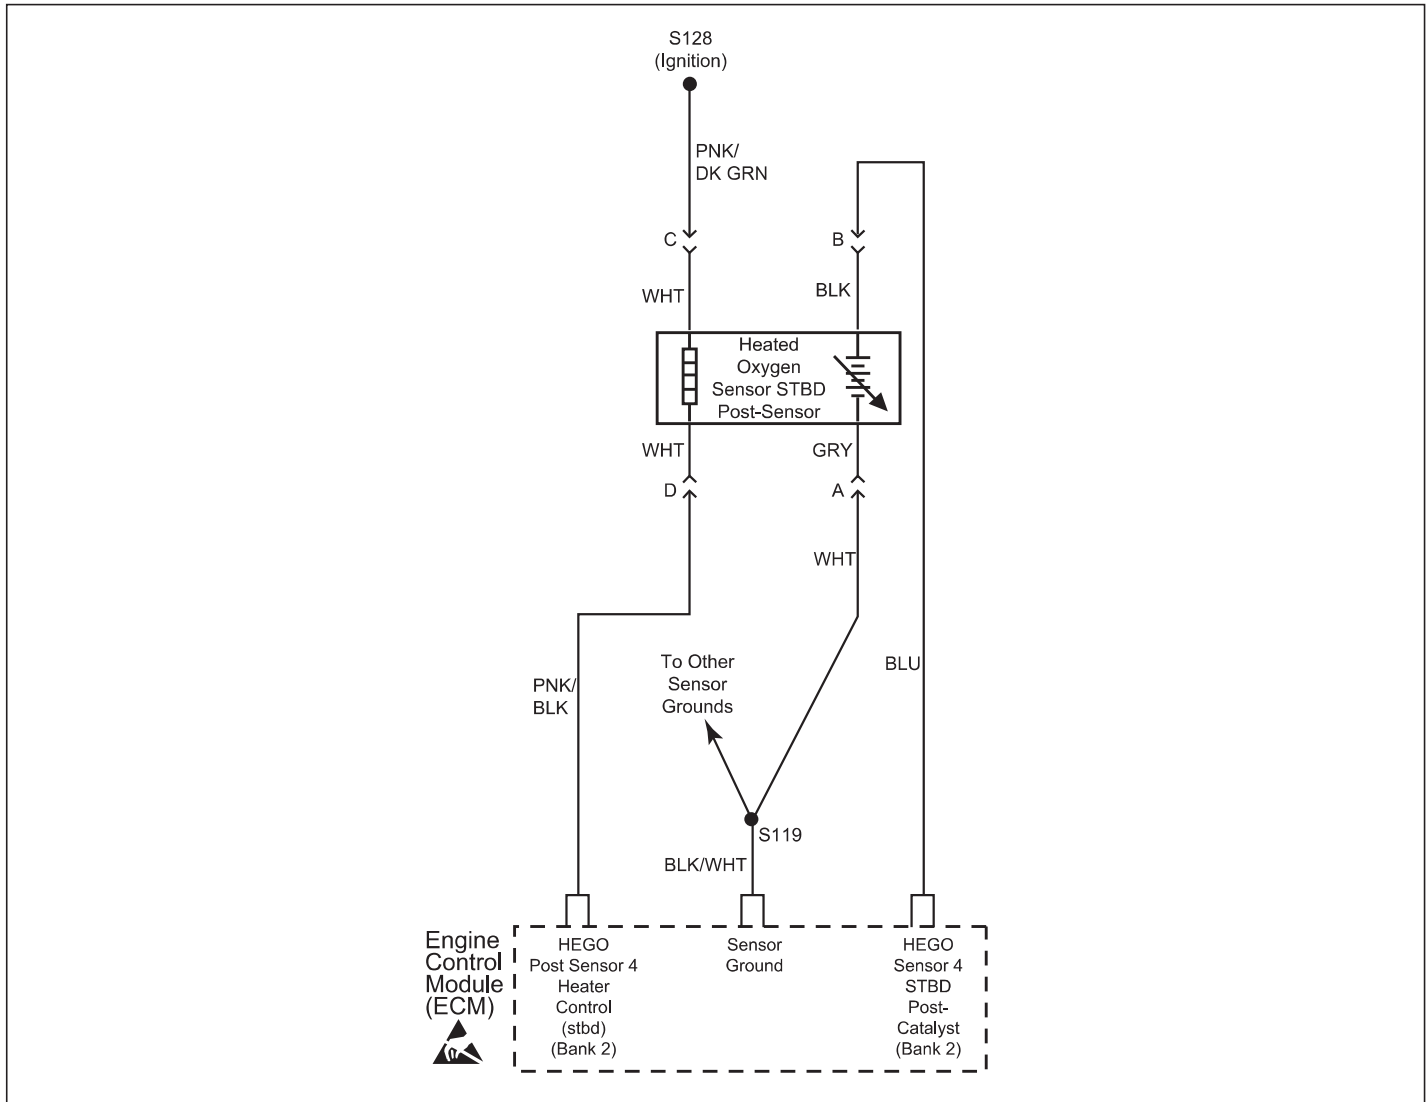 S128
(Ignition)
PNK/
DK GRN
C
B
WHT
BLK
Heated
Oxygen
Sensor STBD
Post-Sensor
WHT
GRY
D
A
WHT
To Other
Sensor
Grounds
BLU
PNK/
BLK
S119
BLK/WHT
Engine
Control
Module
(ECM)
HEGO
Post Sensor 4
Heater
Control
(stbd)
(Bank 2)
Sensor
Ground
HEGO
Sensor 4
STBD
Post-
Catalyst
(Bank 2)